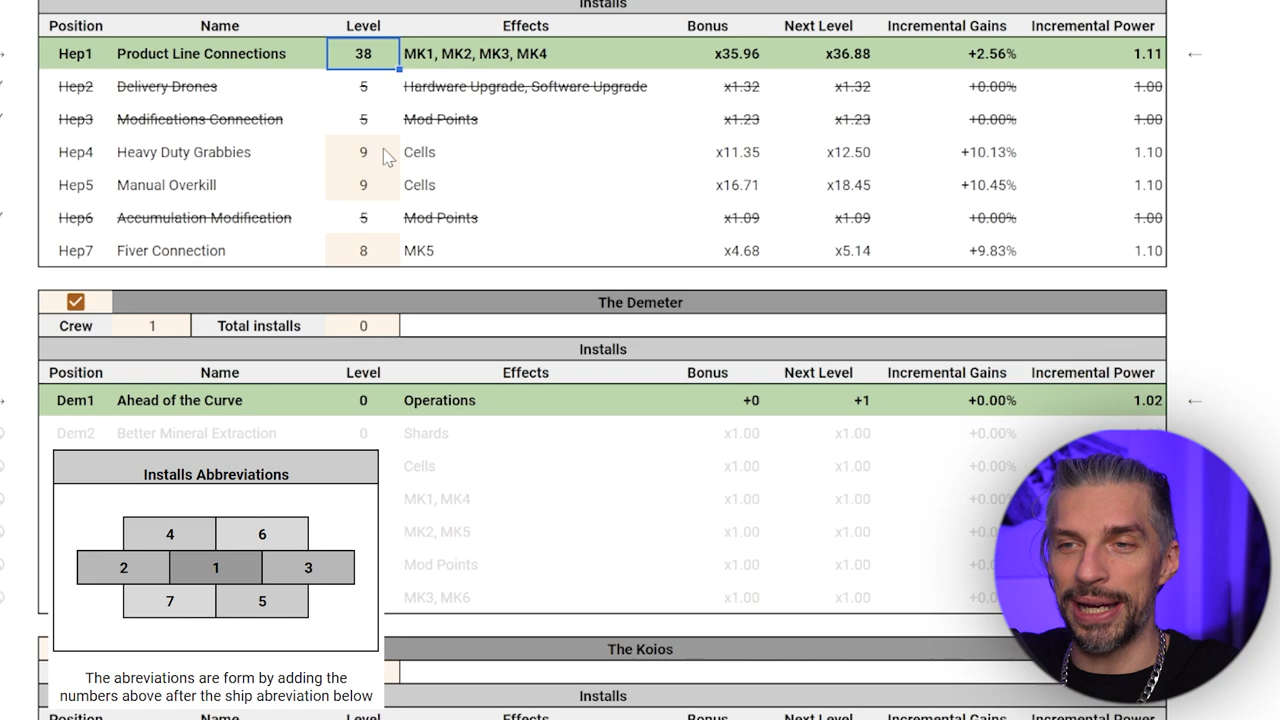 Installs
Position Name Level Effects Bonus Next Level Incremental Gains Incremental Power
Hep1 Product Line Connections 38 MK1, MK2, MK3, MK4 x35.96 x36.88 +2.56% 1.11
Hep2 Delivery Drones 5 Hardware Upgrade, Software Upgrade x1.32 x1.32 +0.00% 1.00
Hep3 Modifications Connection 5 Mod Points x1.23 x1.23 +0.00% 1.00
Hep4 Heavy Duty Grabbies 9 Cells x11.35 x12.50 +10.13% 1.10
Hep5 Manual Overkill 9 Cells x16.71 x18.45 +10.45% 1.10
Hep6 Accumulation Modification 5 Mod Points x1.09 x1.09 +0.00% 1.00
Hep7 Fiver Connection 8 MK5 x4.68 x5.14 +9.83% 1.10
The Demeter
Crew 1 Total installs 0
Installs
Position Name Level Effects Bonus Next Level Incremental Gains Incremental Power
Dem1 Ahead of the Curve 0 Operations +0 +1 +0.00% 1.02
Dem2 Better Mineral Extraction 0 Shards x1.00 x1.00 +0.00%
Cells x1.00 x1.00 +0.00%
MK1, MK4 x1.00 x1.00
MK2, MK5 x1.00 x1.00
Mod Points x1.00 x1.00
MK3, MK6 x1.00 x1.00
Installs Abbreviations
4 6
2 1 3
7 5
The abreviations are form by adding the
numbers above after the ship abreviation below
The Koios
Installs
Name Level Effects Bonus Next Level Incremental Gains Incremental Power